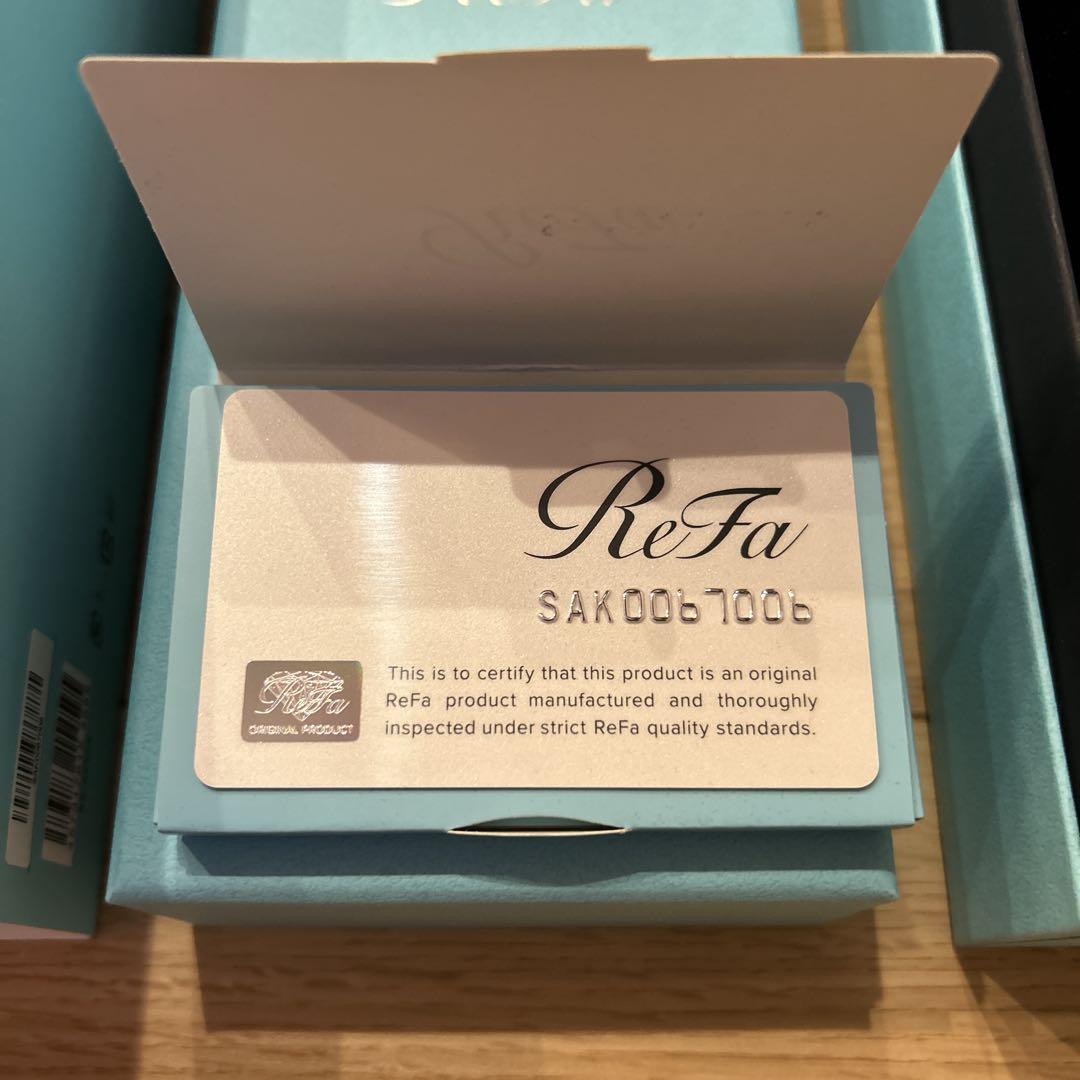 ReFa
SAK0067006
This is to certify that this product is an original
ReFa product manufactured and thoroughly
inspected under strict ReFa quality standards.
ReFa
ORIGINAL PRODUCT